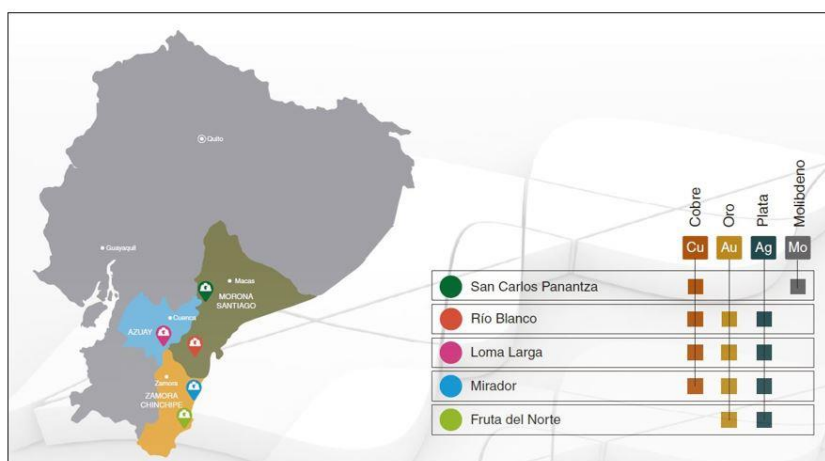 Quito
Guayaquil
Macas
MORONA
SANTIAGO
Cuenca
AZUAY
Zamora
ZAMORA
CHINCHIPE
Cobre
Oro
Plata
Molibdeno
Cu Au Ag Mo
San Carlos Panantza
Río Blanco
Loma Larga
Mirador
Fruta del Norte